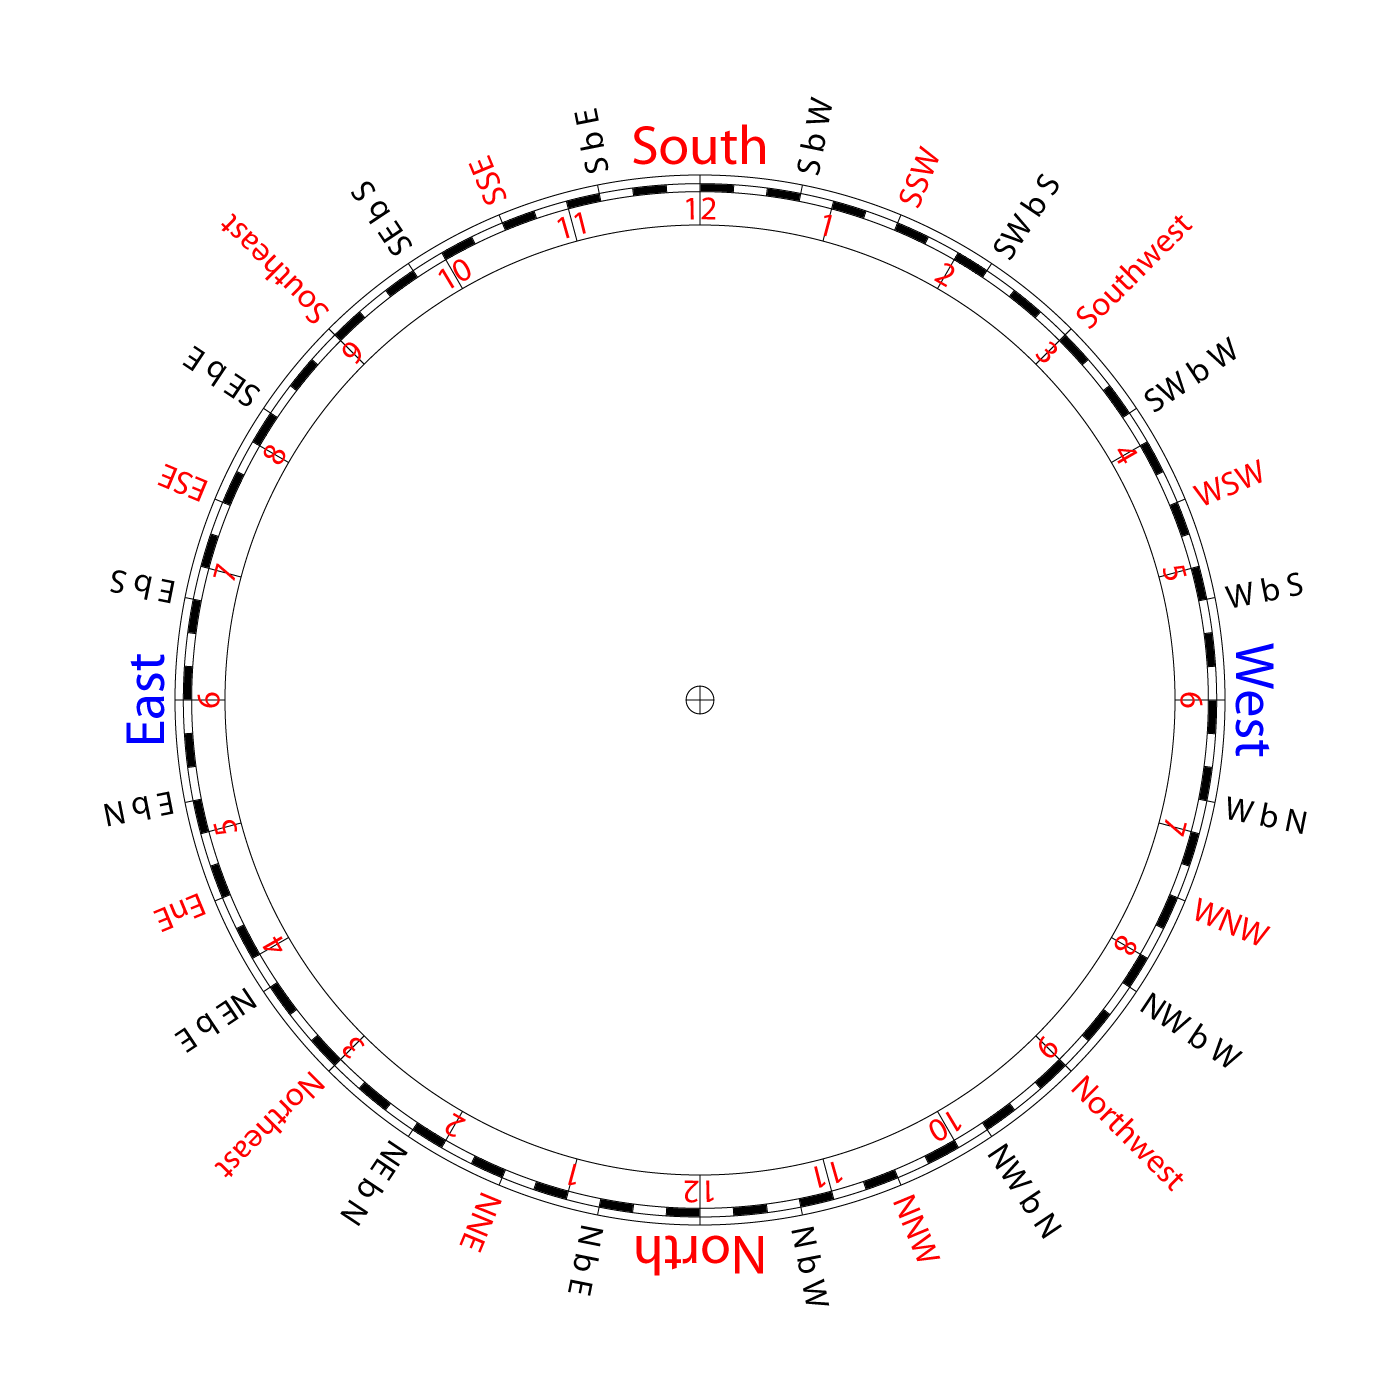 South
S b W
SSW
SW b S
Southwest
SW b W
WSW
W b S
West
W b N
WNW
NW b W
Northwest
NW b N
NNW
N b W
North
N b E
NNE
NE b N
Northeast
NE b E
EnE
E b N
East
E b S
ESE
SE b E
Southeast
SE b S
SSE
S b E
12
1
2
3
4
5
6
7
8
9
10
11
12
1
2
3
4
5
6
7
8
9
10
11